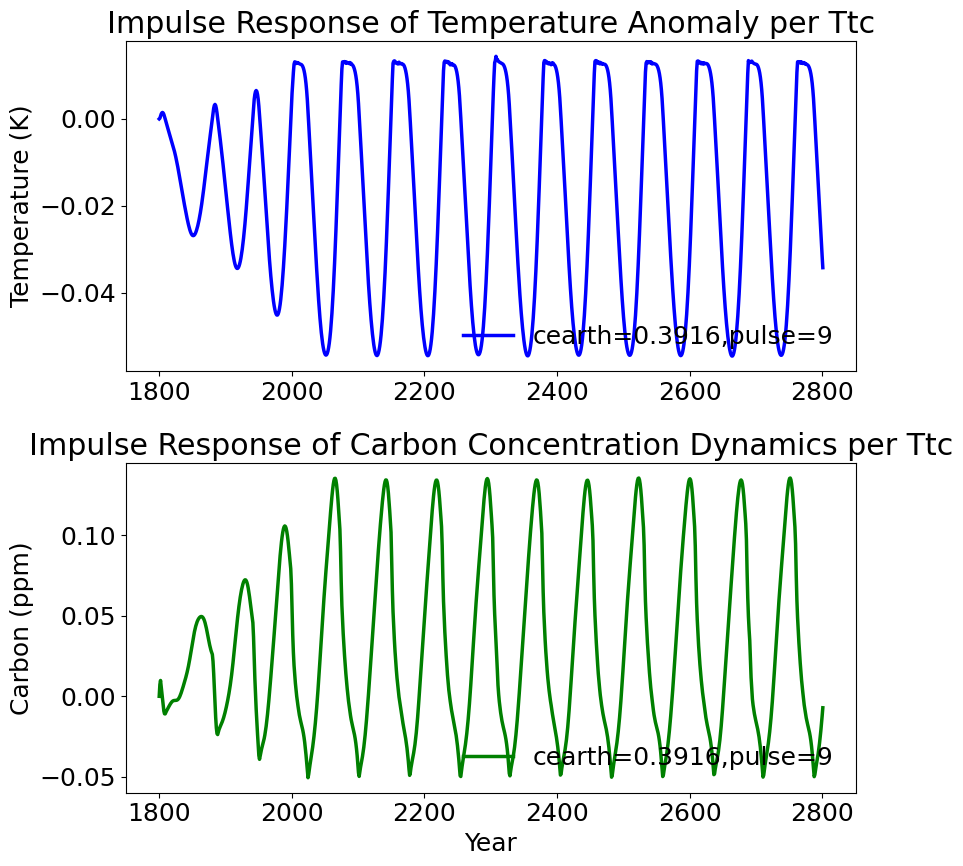 Impulse Response of Temperature Anomaly per Ttc
Temperature (K)
0.00
−0.02
−0.04
cearth=0.3916,pulse=9
1800 2000 2200 2400 2600 2800
Impulse Response of Carbon Concentration Dynamics per Ttc
Carbon (ppm)
0.10
0.05
0.00
−0.05
cearth=0.3916,pulse=9
1800 2000 2200 2400 2600 2800
Year